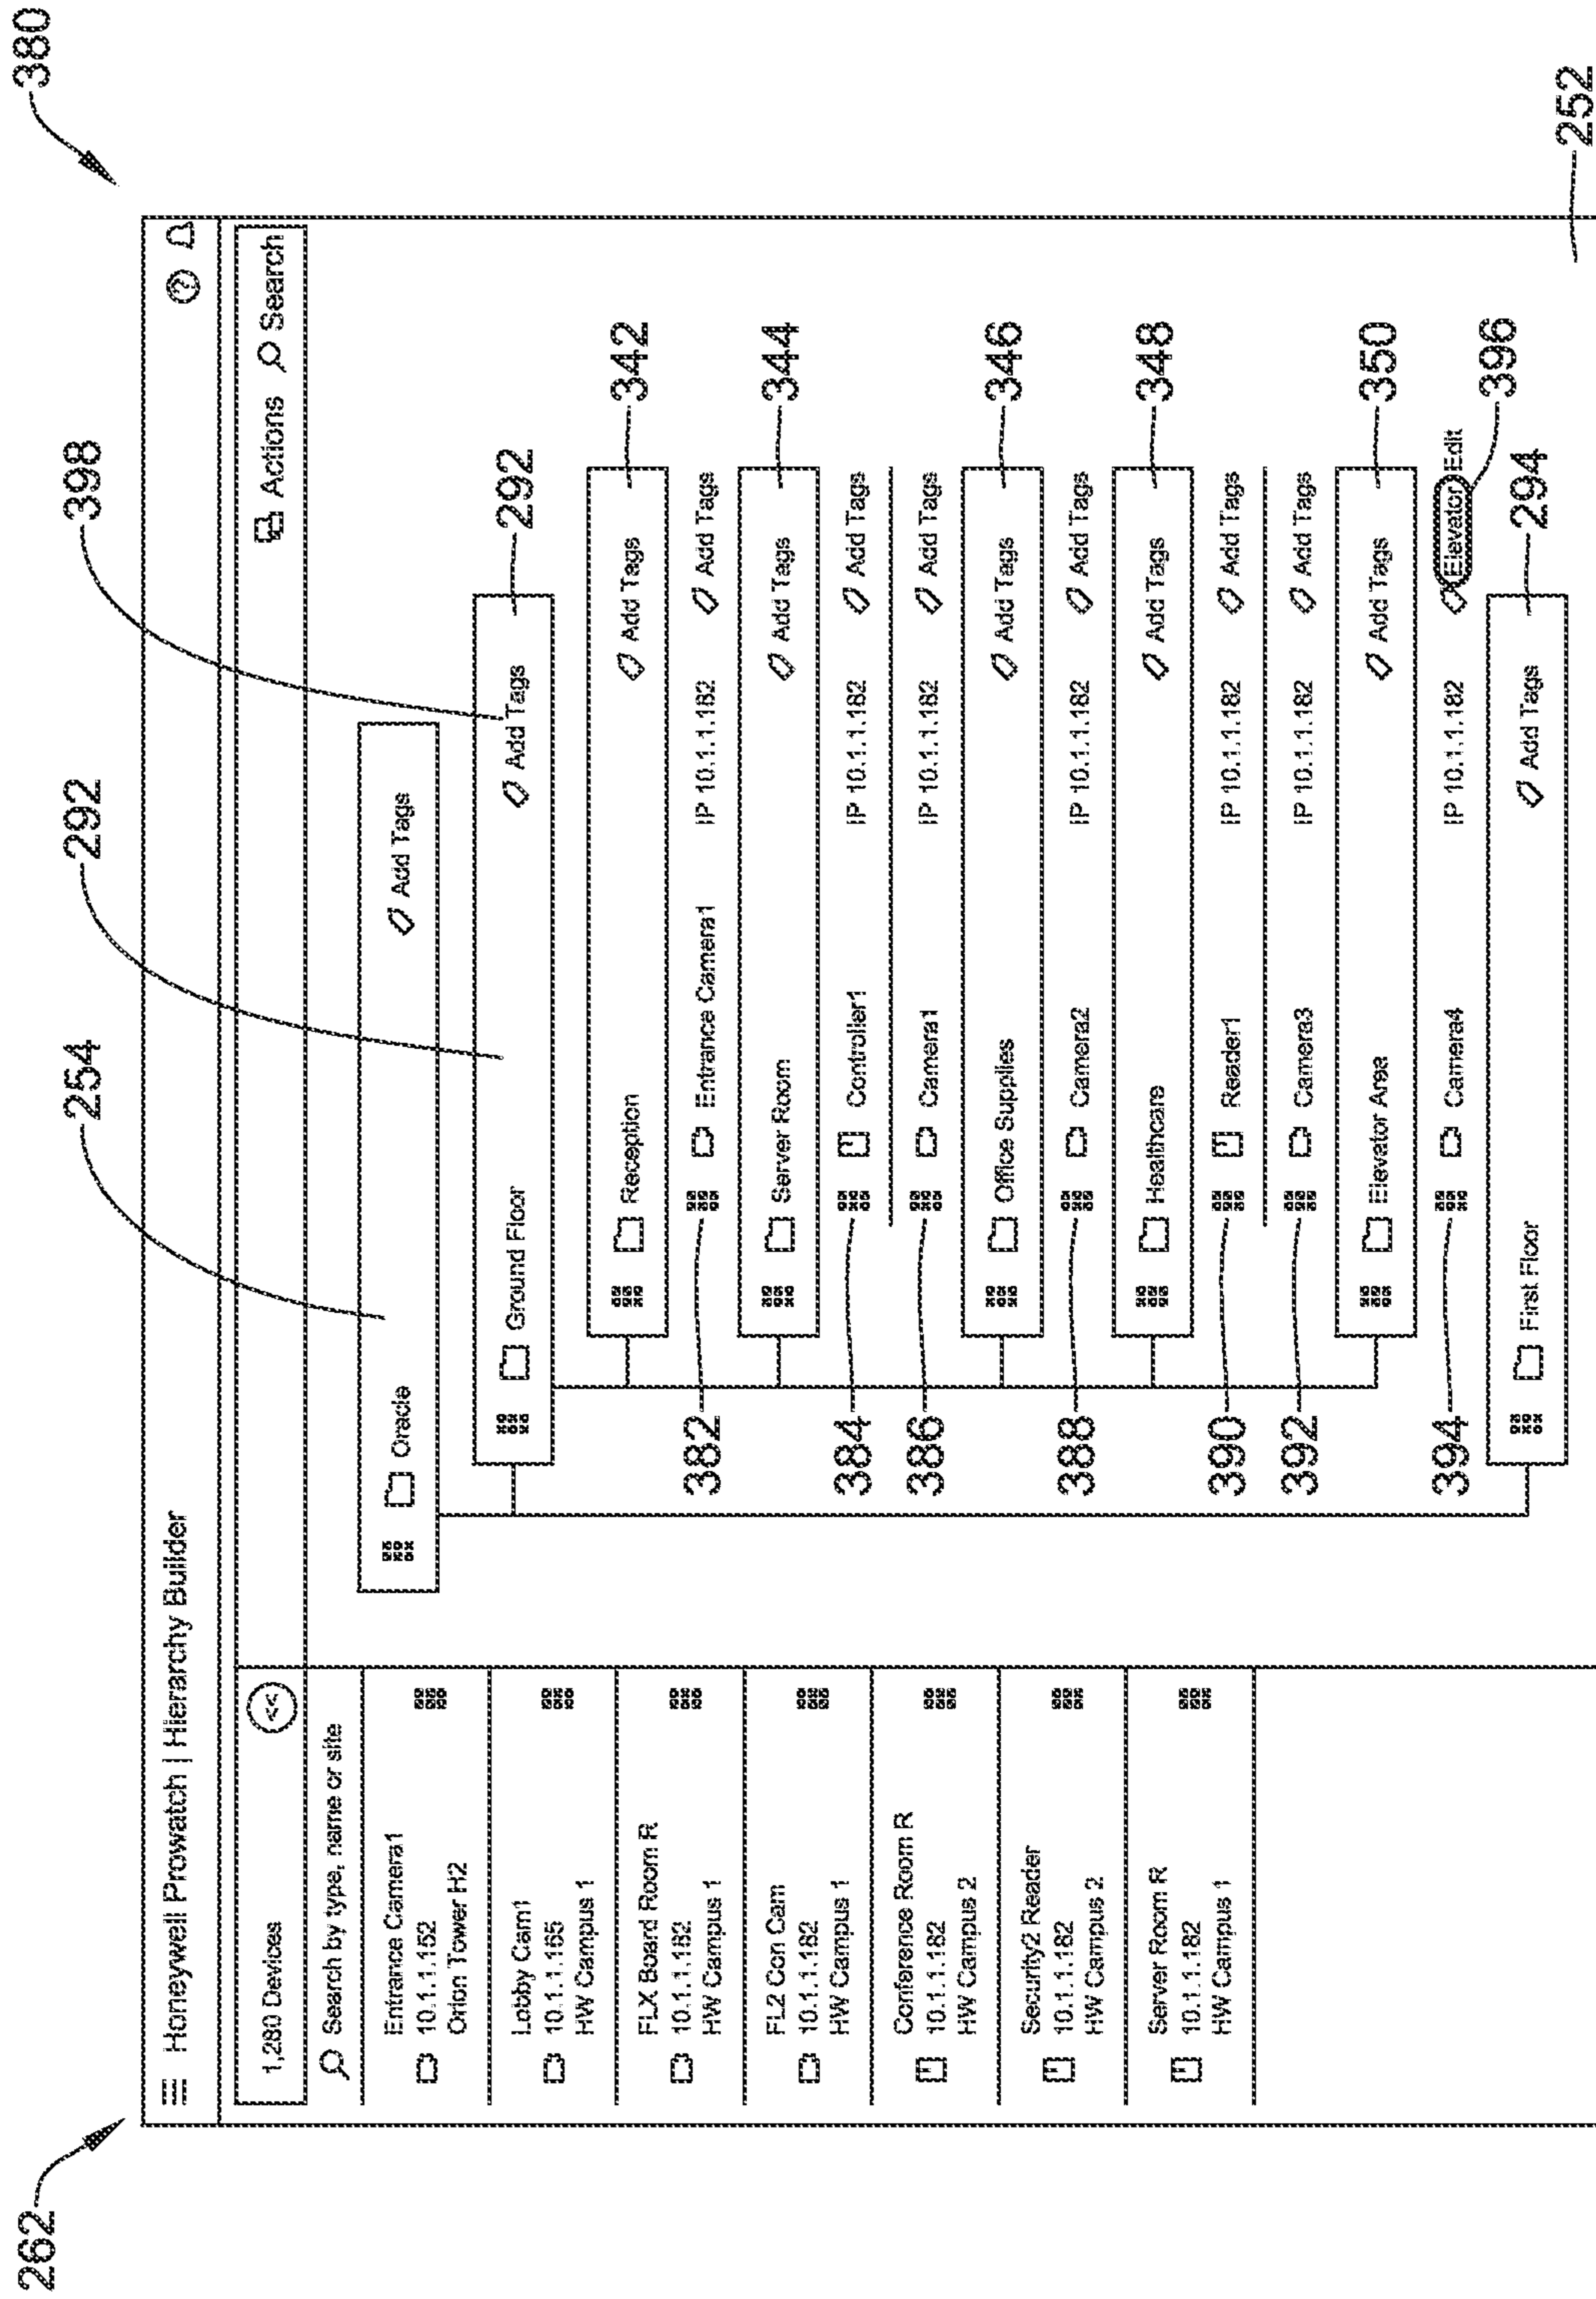 262
380
Honeywell Prowatch | Hierarchy Builder
?
1,280 Devices
<<
Actions
Search
Search by type, name or site
Entrance Camera1
10.1.1.152
Orion Tower H2
Lobby Cam1
10.1.1.165
HW Campus 1
FLX Board Room R
10.1.1.182
HW Campus 1
FL2 Con Cam
10.1.1.182
HW Campus 1
Conference Room R
10.1.1.182
HW Campus 2
Security2 Reader
10.1.1.182
HW Campus 2
Server Room R
10.1.1.182
HW Campus 1
254
292
398
Oracle Add Tags
Ground Floor Add Tags 292
Reception Add Tags 342
382 Entrance Camera1 IP 10.1.1.182 Add Tags
Server Room Add Tags 344
384 Controller1 IP 10.1.1.182 Add Tags
386 Camera1 IP 10.1.1.182 Add Tags
Office Supplies Add Tags 346
388 Camera2 IP 10.1.1.182 Add Tags
Healthcare Add Tags 348
390 Reader1 IP 10.1.1.182 Add Tags
392 Camera3 IP 10.1.1.182 Add Tags
Elevator Area Add Tags 350
394 Camera4 IP 10.1.1.182 Elevator Edit
396
First Floor Add Tags 294
252